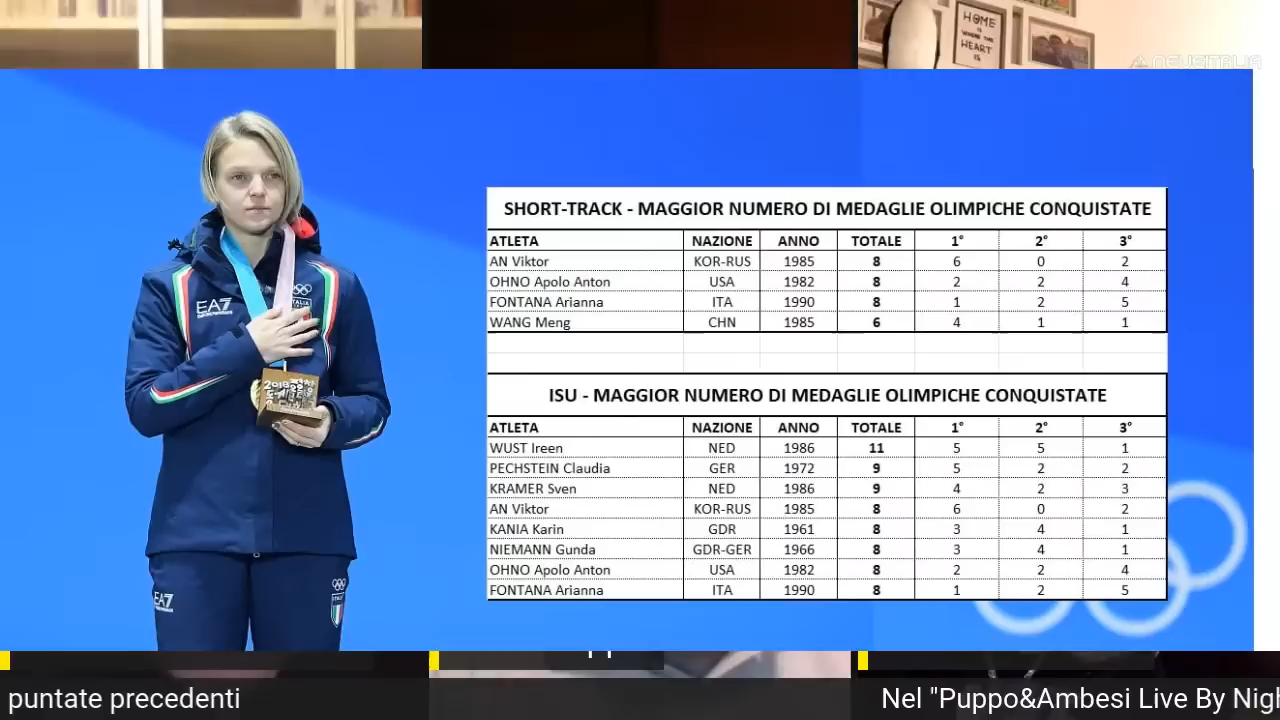 HOME
IS
WHERE THE
HEART
IS
NEVEITALIA
SHORT-TRACK - MAGGIOR NUMERO DI MEDAGLIE OLIMPICHE CONQUISTATE
ATLETA NAZIONE ANNO TOTALE 1° 2° 3°
AN Viktor KOR-RUS 1985 8 6 0 2
OHNO Apolo Anton USA 1982 8 2 2 4
FONTANA Arianna ITA 1990 8 1 2 5
WANG Meng CHN 1985 6 4 1 1
ISU - MAGGIOR NUMERO DI MEDAGLIE OLIMPICHE CONQUISTATE
ATLETA NAZIONE ANNO TOTALE 1° 2° 3°
WUST Ireen NED 1986 11 5 5 1
PECHSTEIN Claudia GER 1972 9 5 2 2
KRAMER Sven NED 1986 9 4 2 3
AN Viktor KOR-RUS 1985 8 6 0 2
KANIA Karin GDR 1961 8 3 4 1
NIEMANN Gunda GDR-GER 1966 8 3 4 1
OHNO Apolo Anton USA 1982 8 2 2 4
FONTANA Arianna ITA 1990 8 1 2 5
EA7
ITALIA
2018
EA7
puntate precedenti
Nel "Puppo&Ambesi Live By Nigh